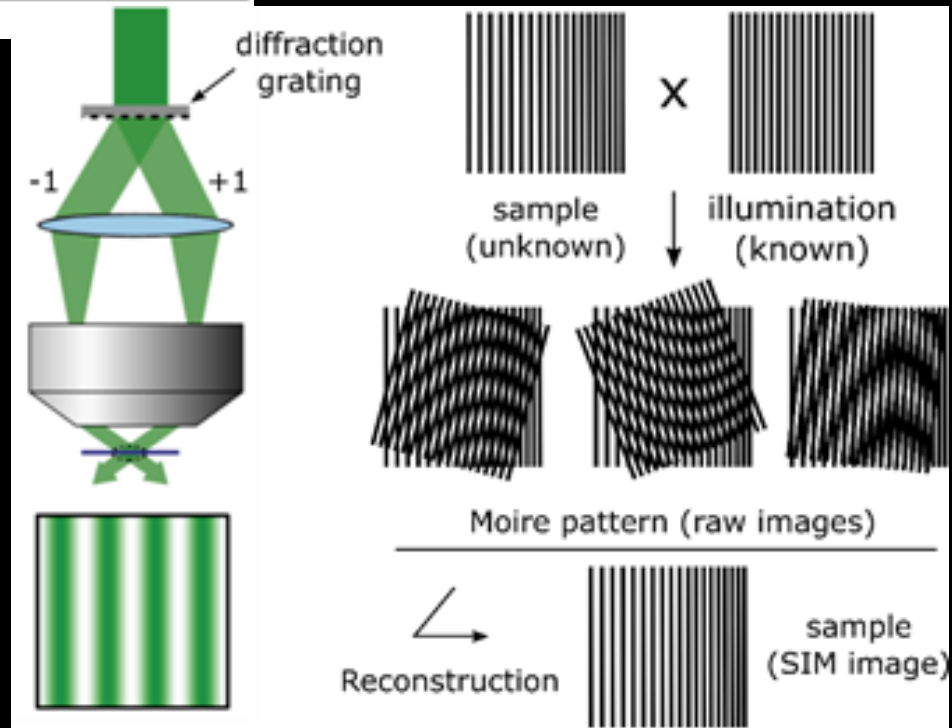 diffraction
grating
-1
+1
sample
(unknown)
x
illumination
(known)
Moire pattern (raw images)
Reconstruction
sample
(SIM image)